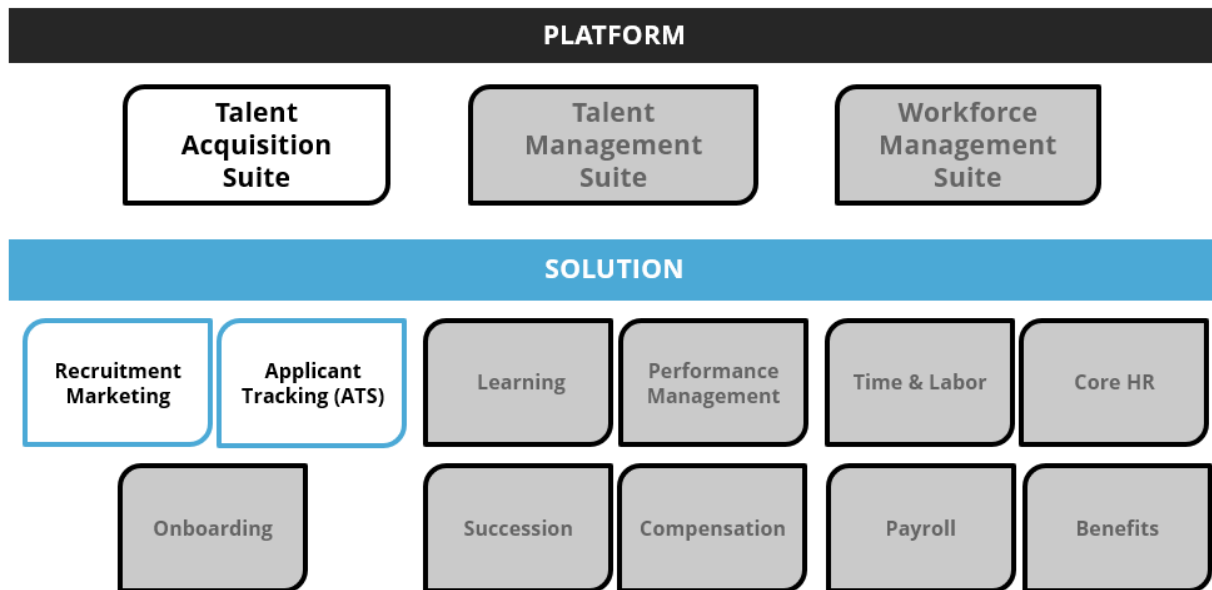 PLATFORM
Talent
Acquisition
Suite
Talent
Management
Suite
Workforce
Management
Suite
SOLUTION
Recruitment
Marketing
Applicant
Tracking (ATS)
Learning
Performance
Management
Time & Labor
Core HR
Onboarding
Succession
Compensation
Payroll
Benefits